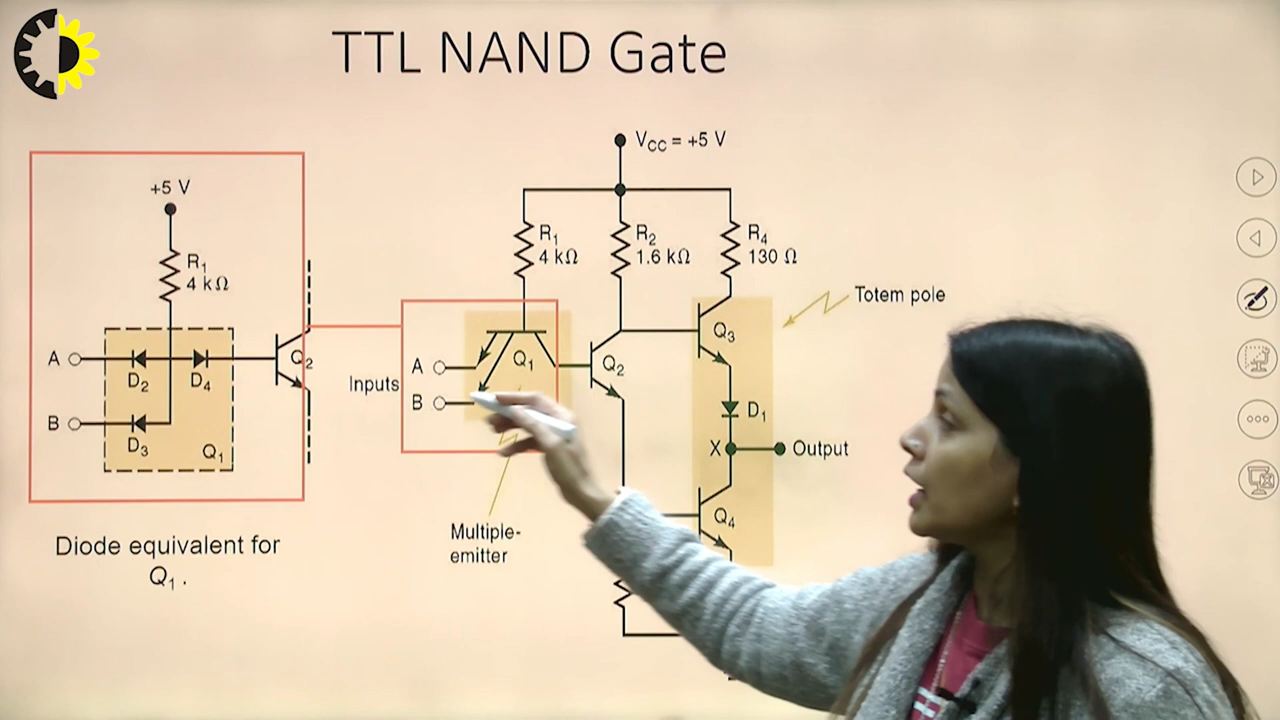 TTL NAND Gate
+5 V
R1
4 kΩ
A
D2
D4
Q2
B
D3
Q1
Diode equivalent for
Q1 .
VCC = +5 V
R1
4 kΩ
R2
1.6 kΩ
R4
130 Ω
Totem pole
Inputs
A
B
Q1
Q2
Q3
D1
X
Output
Q4
Multiple-
emitter